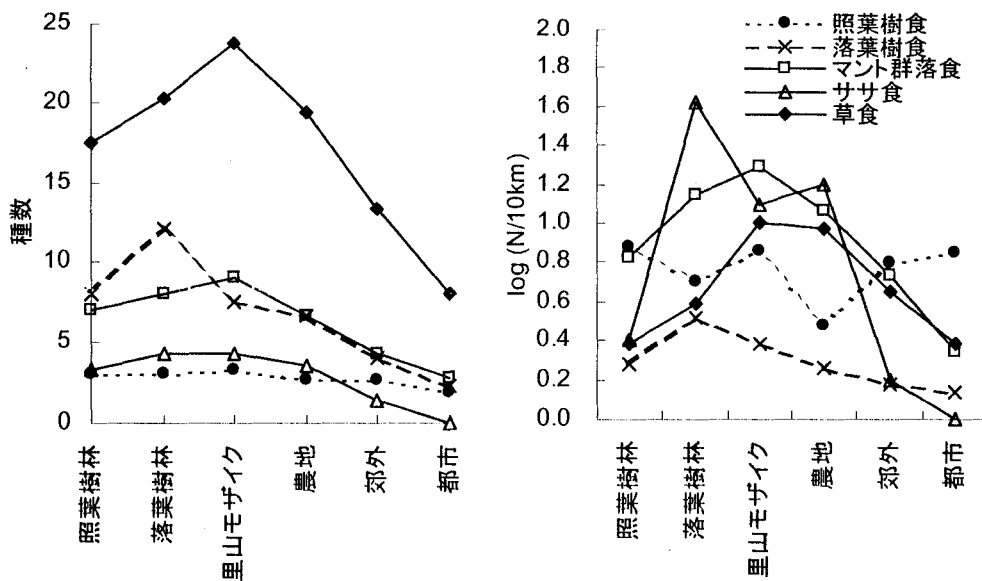 25
20
15
10
5
0
種数
照葉樹林
落葉樹林
里山モザイク
農地
郊外
都市
2.0
1.8
1.6
1.4
1.2
1.0
0.8
0.6
0.4
0.2
0.0
log (N/10km)
照葉樹食
落葉樹食
マント群落食
ササ食
草食
照葉樹林
落葉樹林
里山モザイク
農地
郊外
都市